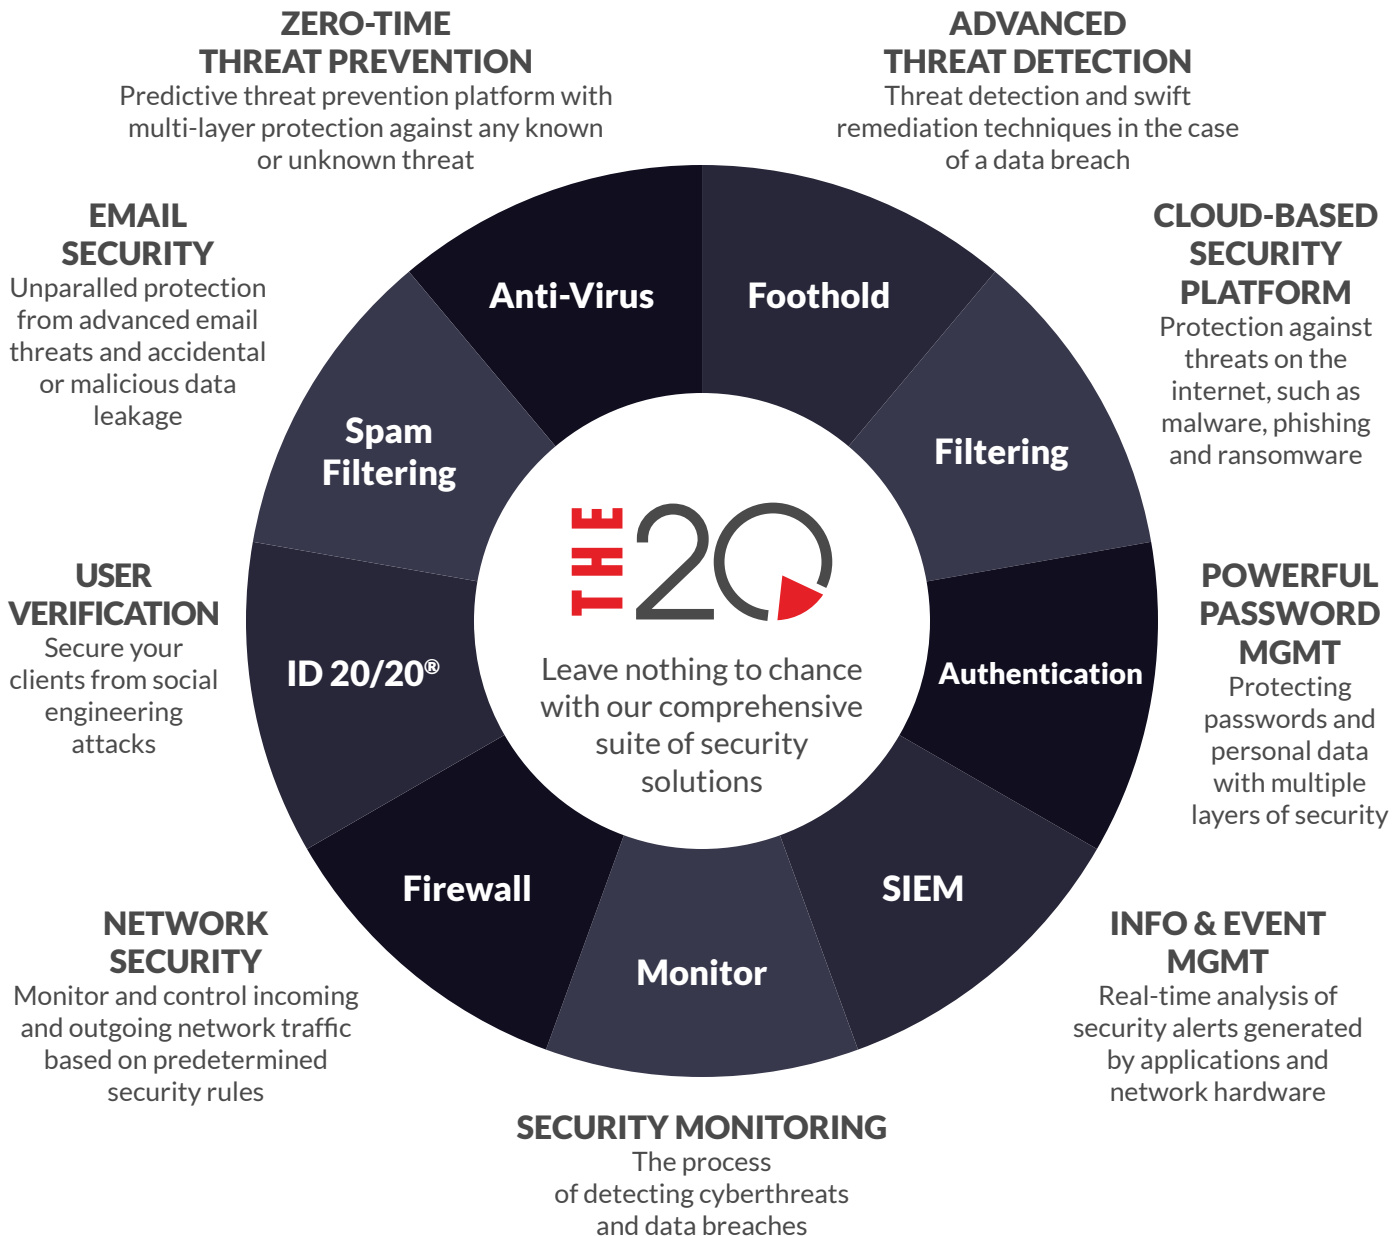 ZERO-TIME
THREAT PREVENTION
Predictive threat prevention platform with
multi-layer protection against any known
or unknown threat
ADVANCED
THREAT DETECTION
Threat detection and swift
remediation techniques in the case
of a data breach
EMAIL
SECURITY
Unparalled protection
from advanced email
threats and accidental
or malicious data
leakage
CLOUD-BASED
SECURITY
PLATFORM
Protection against
threats on the
internet, such as
malware, phishing
and ransomware
Anti-Virus
Foothold
Spam
Filtering
Filtering
THE 20
Leave nothing to chance
with our comprehensive
suite of security
solutions
USER
VERIFICATION
Secure your
clients from social
engineering
attacks
ID 20/20®
Authentication
POWERFUL
PASSWORD
MGMT
Protecting
passwords and
personal data
with multiple
layers of security
Firewall
Monitor
SIEM
NETWORK
SECURITY
Monitor and control incoming
and outgoing network traffic
based on predetermined
security rules
INFO & EVENT
MGMT
Real-time analysis of
security alerts generated
by applications and
network hardware
SECURITY MONITORING
The process
of detecting cyberthreats
and data breaches